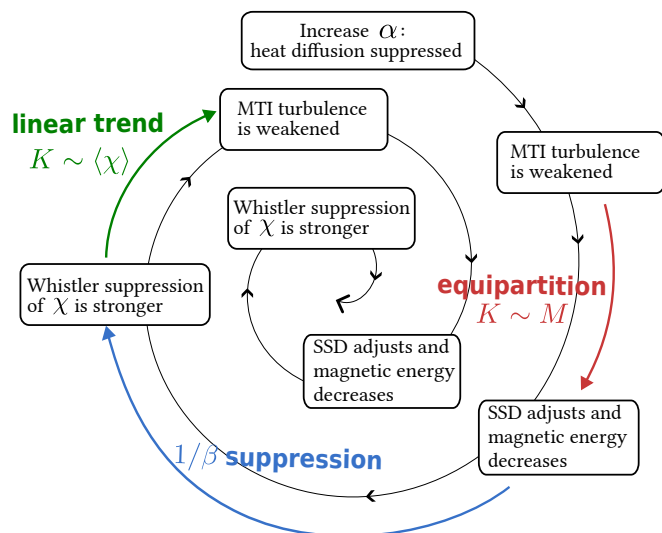 Increase α:
heat diffusion suppressed
MTI turbulence
is weakened
linear trend
K ∼ ⟨χ⟩
MTI turbulence
is weakened
Whistler suppression
of χ is stronger
Whistler suppression
of χ is stronger
equipartition
K ∼ M
SSD adjusts and
magnetic energy
decreases
SSD adjusts and
magnetic energy
decreases
1/β suppression